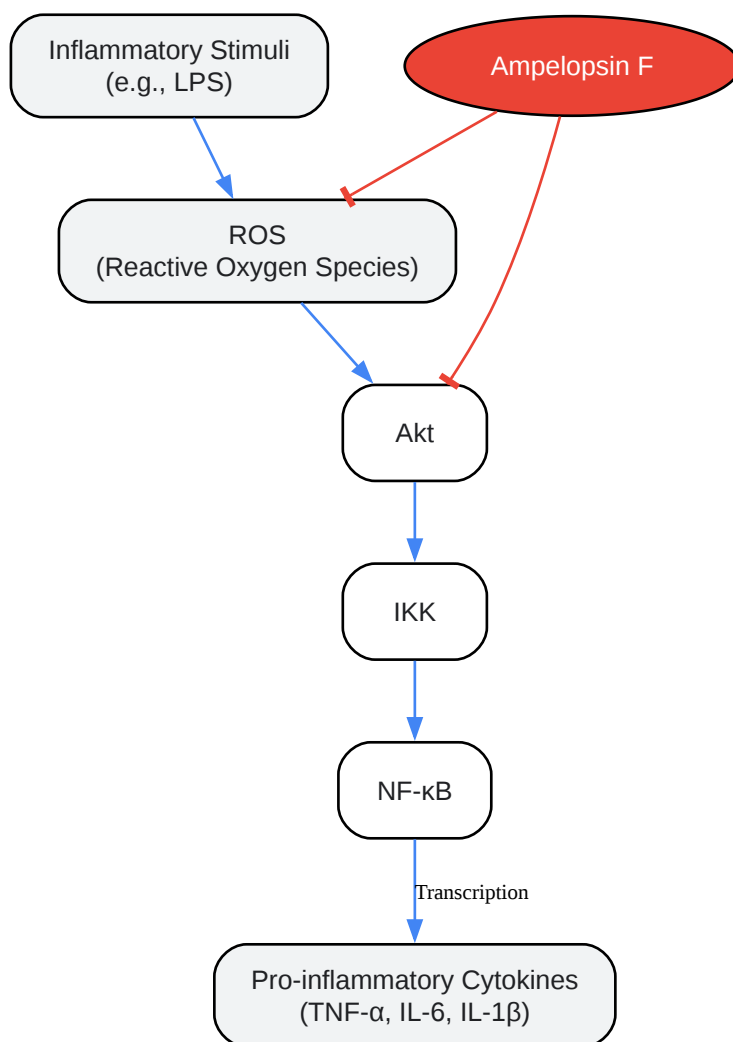 Inflammatory Stimuli
(e.g., LPS)
Ampelopsin F
ROS
(Reactive Oxygen Species)
Akt
IKK
NF-κB
Transcription
Pro-inflammatory Cytokines
(TNF-α, IL-6, IL-1β)